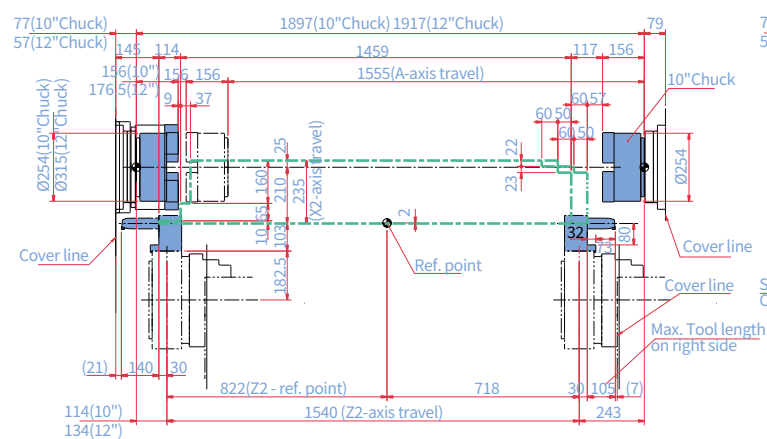 77(10"Chuck)
57(12"Chuck)
1897(10"Chuck) 1917(12"Chuck)
79
7
5
145
114
1459
117
156
156(10")
176.5(12")
156
156
1555(A-axis travel)
10"Chuck
9
37
60
57
60
50
60
50
Ø254(10"Chuck)
Ø315(12"Chuck)
25
210
103
182.5
160
65
10
235
(X2-axis travel)
22
23
Ø254
2
32
73
80
Cover line
Ref. point
Cover line
Cover line
S
C
Max. Tool length
on right side
(21)
140
30
822(Z2 - ref. point)
718
30
105
(7)
114(10")
134(12")
1540 (Z2-axis travel)
243